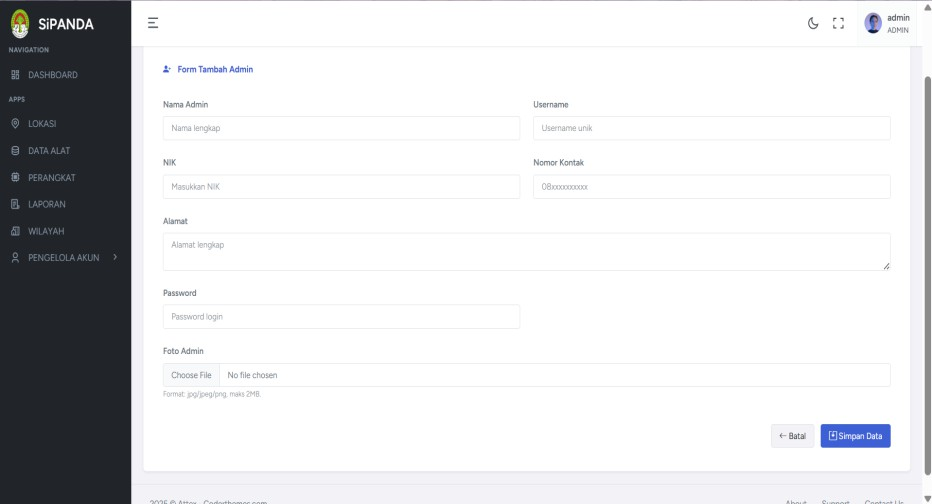 SiPANDA
admin
ADMIN
NAVIGATION
DASHBOARD
APPS
LOKASI
DATA ALAT
PERANGKAT
LAPORAN
WILAYAH
PENGELOLA AKUN
Form Tambah Admin
Nama Admin
Username
Nama lengkap
Username unik
NIK
Nomor Kontak
Masukkan NIK
08xxxxxxxxxx
Alamat
Alamat lengkap
Password
Password login
Foto Admin
Choose File No file chosen
Format: jpg/jpeg/png, maks 2MB.
← Batal
Simpan Data
© Attex - Coderthemes.com
About Support Contact Us